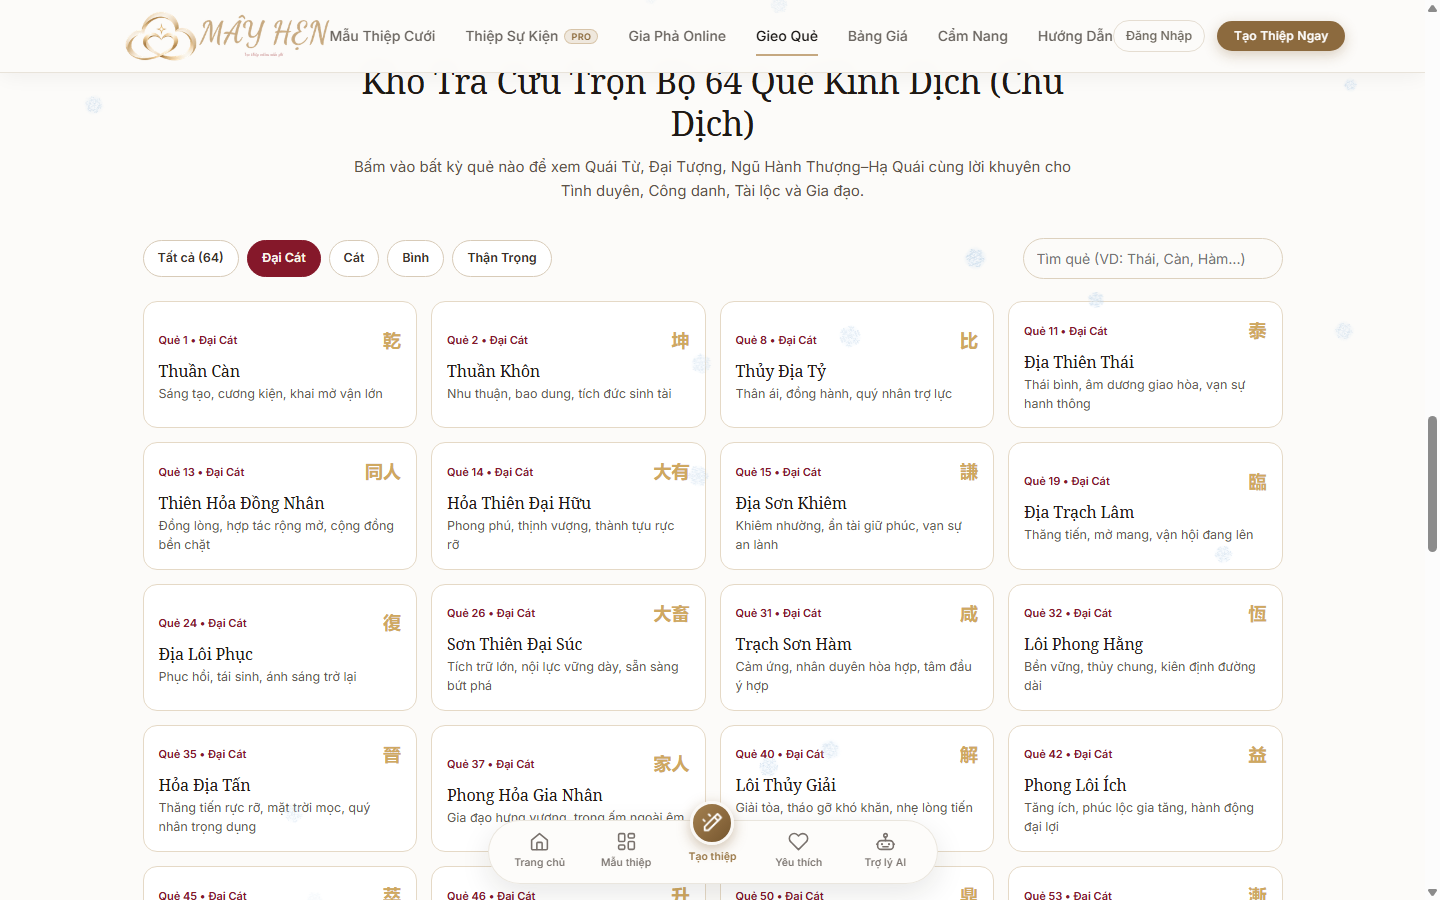 MÂY HẸN
Mẫu Thiệp Cưới
Thiệp Sự Kiện PRO
Gia Phả Online
Gieo Quẻ
Bảng Giá
Cẩm Nang
Hướng Dẫn
Đăng Nhập
Tạo Thiệp Ngay
Kho Tra Cứu Trọn Bộ 64 Quẻ Kinh Dịch (Chu
Dịch)
Bấm vào bất kỳ quẻ nào để xem Quái Từ, Đại Tượng, Ngũ Hành Thượng–Hạ Quái cùng lời khuyên cho
Tình duyên, Công danh, Tài lộc và Gia đạo.
Tất cả (64)
Đại Cát
Cát
Bình
Thận Trọng
Tìm quẻ (VD: Thái, Càn, Hàm...)
Quẻ 1 • Đại Cát
乾
Thuần Càn
Sáng tạo, cương kiện, khai mở vận lớn
Quẻ 2 • Đại Cát
坤
Thuần Khôn
Nhu thuận, bao dung, tích đức sinh tài
Quẻ 8 • Đại Cát
比
Thủy Địa Tỷ
Thân ái, đồng hành, quý nhân trợ lực
Quẻ 11 • Đại Cát
泰
Địa Thiên Thái
Thái bình, âm dương giao hòa, vạn sự
hanh thông
Quẻ 13 • Đại Cát
同人
Thiên Hỏa Đồng Nhân
Đồng lòng, hợp tác rộng mở, cộng đồng
bền chặt
Quẻ 14 • Đại Cát
大有
Hỏa Thiên Đại Hữu
Phong phú, thịnh vượng, thành tựu rực
rỡ
Quẻ 15 • Đại Cát
謙
Địa Sơn Khiêm
Khiêm nhường, ẩn tài giữ phúc, vạn sự
an lành
Quẻ 19 • Đại Cát
臨
Địa Trạch Lâm
Thăng tiến, mở mang, vận hội đang lên
Quẻ 24 • Đại Cát
復
Địa Lôi Phục
Phục hồi, tái sinh, ánh sáng trở lại
Quẻ 26 • Đại Cát
大畜
Sơn Thiên Đại Súc
Tích trữ lớn, nội lực vững dày, sẵn sàng
bứt phá
Quẻ 31 • Đại Cát
咸
Trạch Sơn Hàm
Cảm ứng, nhân duyên hòa hợp, tâm đầu
ý hợp
Quẻ 32 • Đại Cát
恆
Lôi Phong Hằng
Bền vững, thủy chung, kiên định đường
dài
Quẻ 35 • Đại Cát
晉
Hỏa Địa Tấn
Thăng tiến rực rỡ, mặt trời mọc, quý
nhân trọng dụng
Quẻ 37 • Đại Cát
家人
Phong Hỏa Gia Nhân
Gia đạo hưng vượng, trong ấm ngoài êm
Quẻ 40 • Đại Cát
解
Lôi Thủy Giải
Giải tỏa, tháo gỡ khó khăn, nhẹ lòng tiến
Quẻ 42 • Đại Cát
益
Phong Lôi Ích
Tăng ích, phúc lộc gia tăng, hành động
đại lợi
Quẻ 45 • Đại Cát
萃
Quẻ 46 • Đại Cát
升
Quẻ 50 • Đại Cát
鼎
Quẻ 53 • Đại Cát
漸
Trang chủ
Mẫu thiệp
Tạo thiệp
Yêu thích
Trợ lý AI